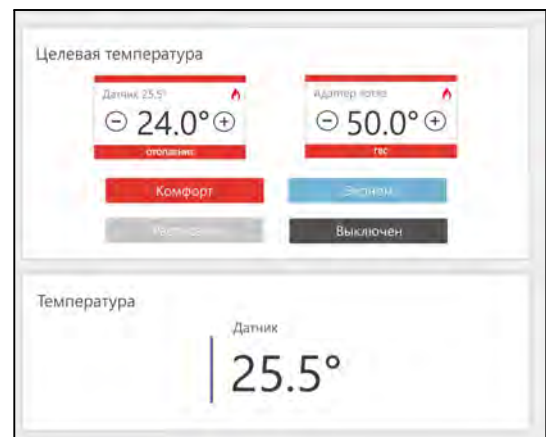 Целевая температура
Датчик 25.5°
Адаптер котла
− 24.0° +
− 50.0° +
отопление
гвс
Комфорт
Эконом
Расписание
Выключен
Температура
Датчик
25.5°